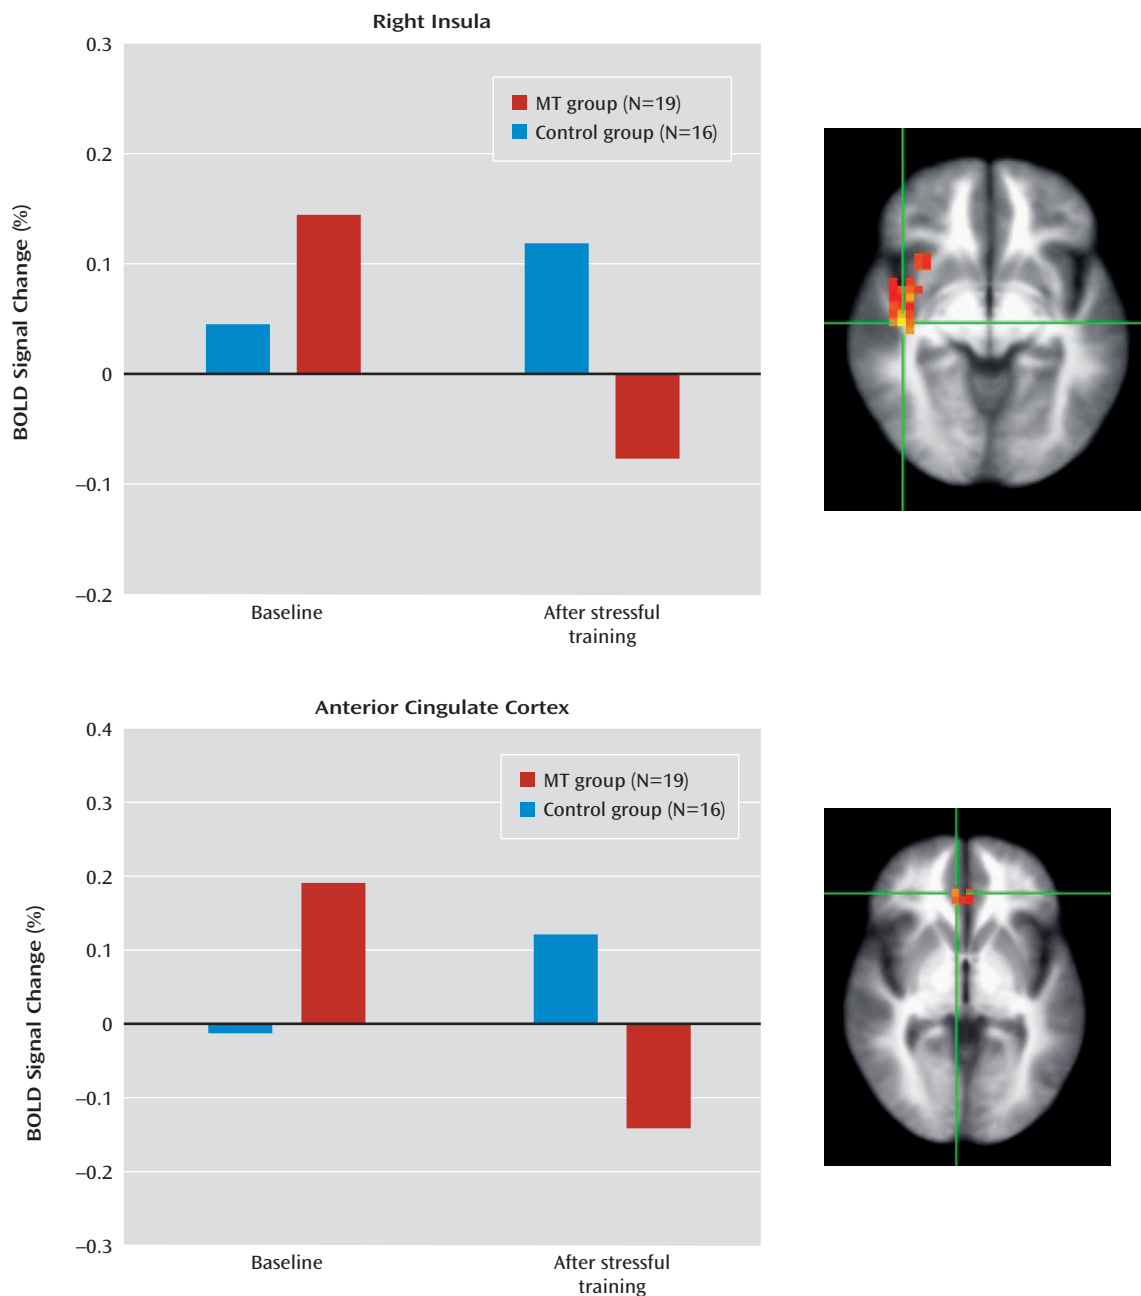 Right Insula
0.3
0.2
0.1
0
–0.1
–0.2
BOLD Signal Change (%)
MT group (N=19)
Control group (N=16)
Baseline
After stressful
training
Anterior Cingulate Cortex
0.4
0.3
0.2
0.1
0
–0.1
–0.2
–0.3
BOLD Signal Change (%)
MT group (N=19)
Control group (N=16)
Baseline
After stressful
training